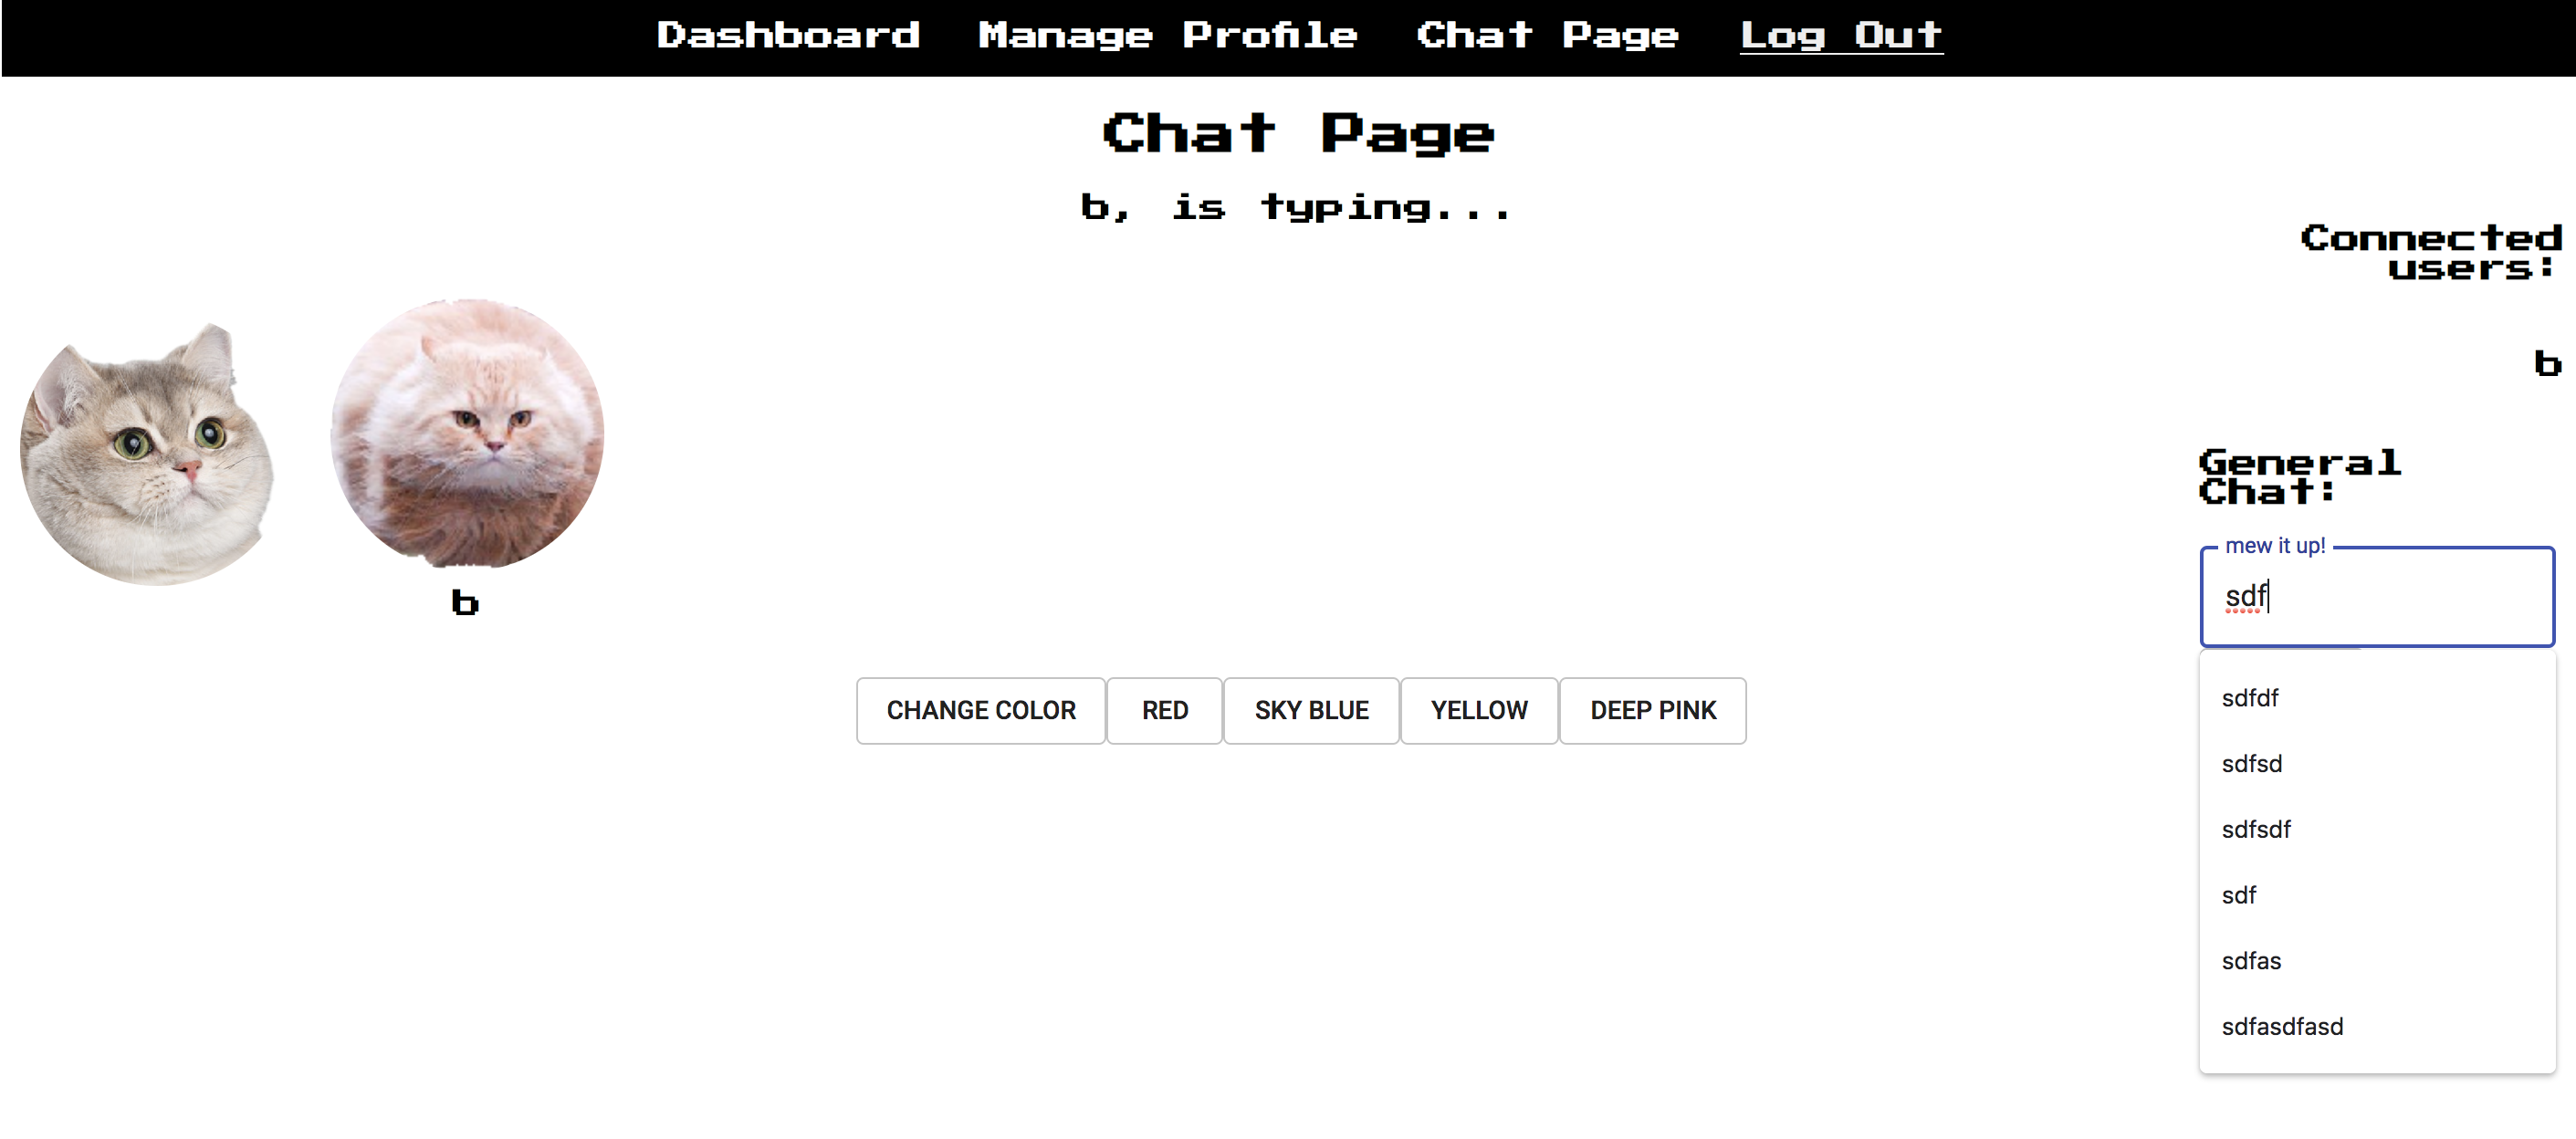 Dashboard Manage Profile Chat Page Log Out
Chat Page
b, is typing...
Connected
users:
b
b
General
Chat:
mew it up!
sdf
CHANGE COLOR RED SKY BLUE YELLOW DEEP PINK
sdfdf
sdfsd
sdfsdf
sdf
sdfas
sdfasdfasd